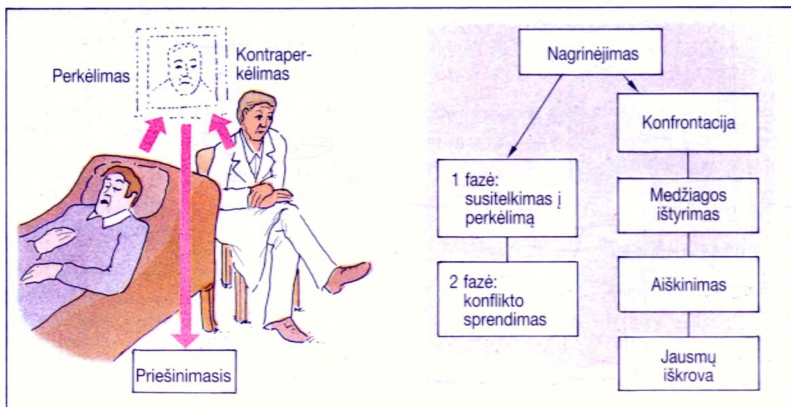 Perkėlimas
Kontraper-
kėlimas
Priešinimasis
Nagrinėjimas
1 fazė:
susitelkimas į
perkėlimą
2 fazė:
konflikto
sprendimas
Konfrontacija
Medžiagos
ištyrimas
Aiškinimas
Jausmų
iškrova